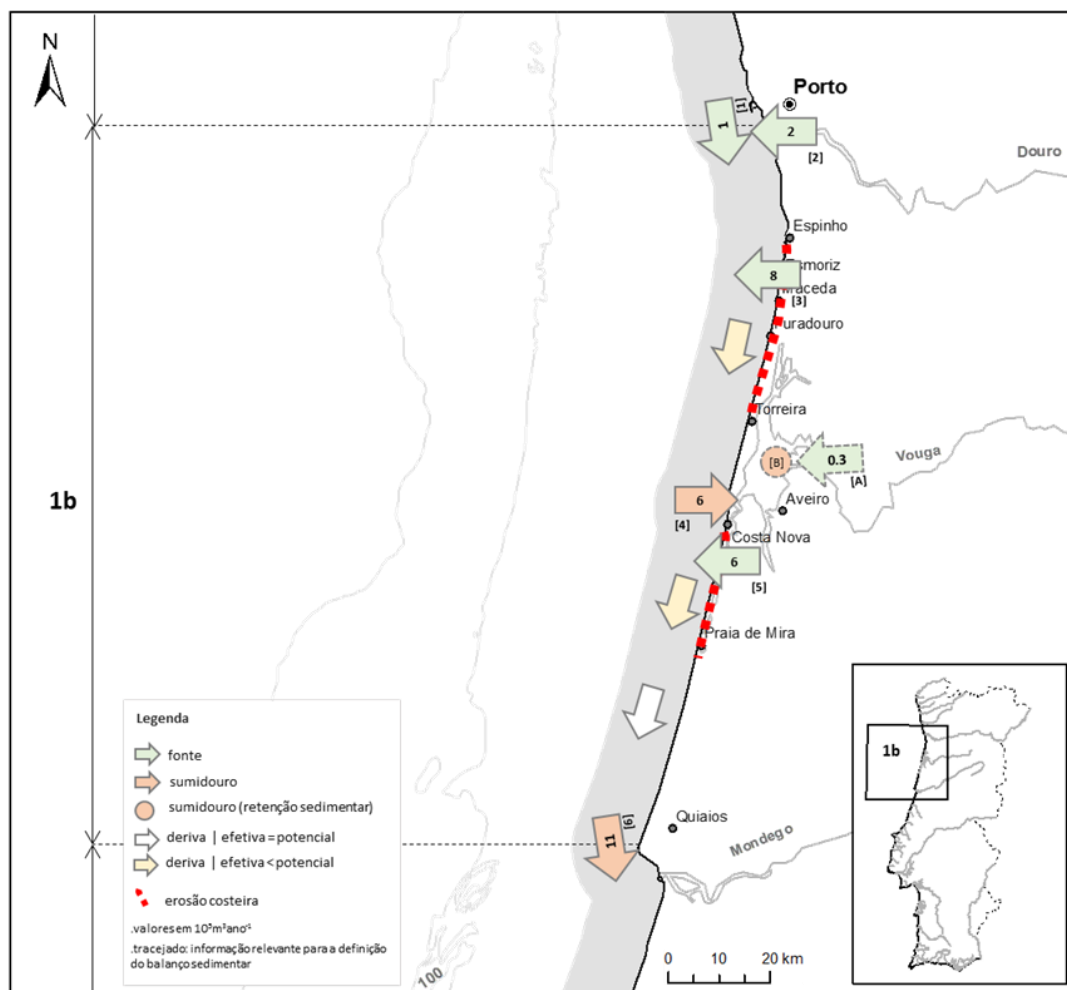 N
Porto
[1]
1
2
[2]
Douro
Espinho
smoriz
8
aceda
[3]
uradouro
Torreira
Vouga
[B]
0.3
[A]
1b
6
Aveiro
[4]
Costa Nova
6
[5]
Praia de Mira
Legenda
fonte
sumidouro
sumidouro (retenção sedimentar)
deriva | efetiva = potencial
deriva | efetiva < potencial
erosão costeira
.valores em 10⁵m³ano⁻¹
.tracejado: informação relevante para a definição
do balanço sedimentar
1b
Quiaios
[6]
11
Mondego
100
0 10 20 km